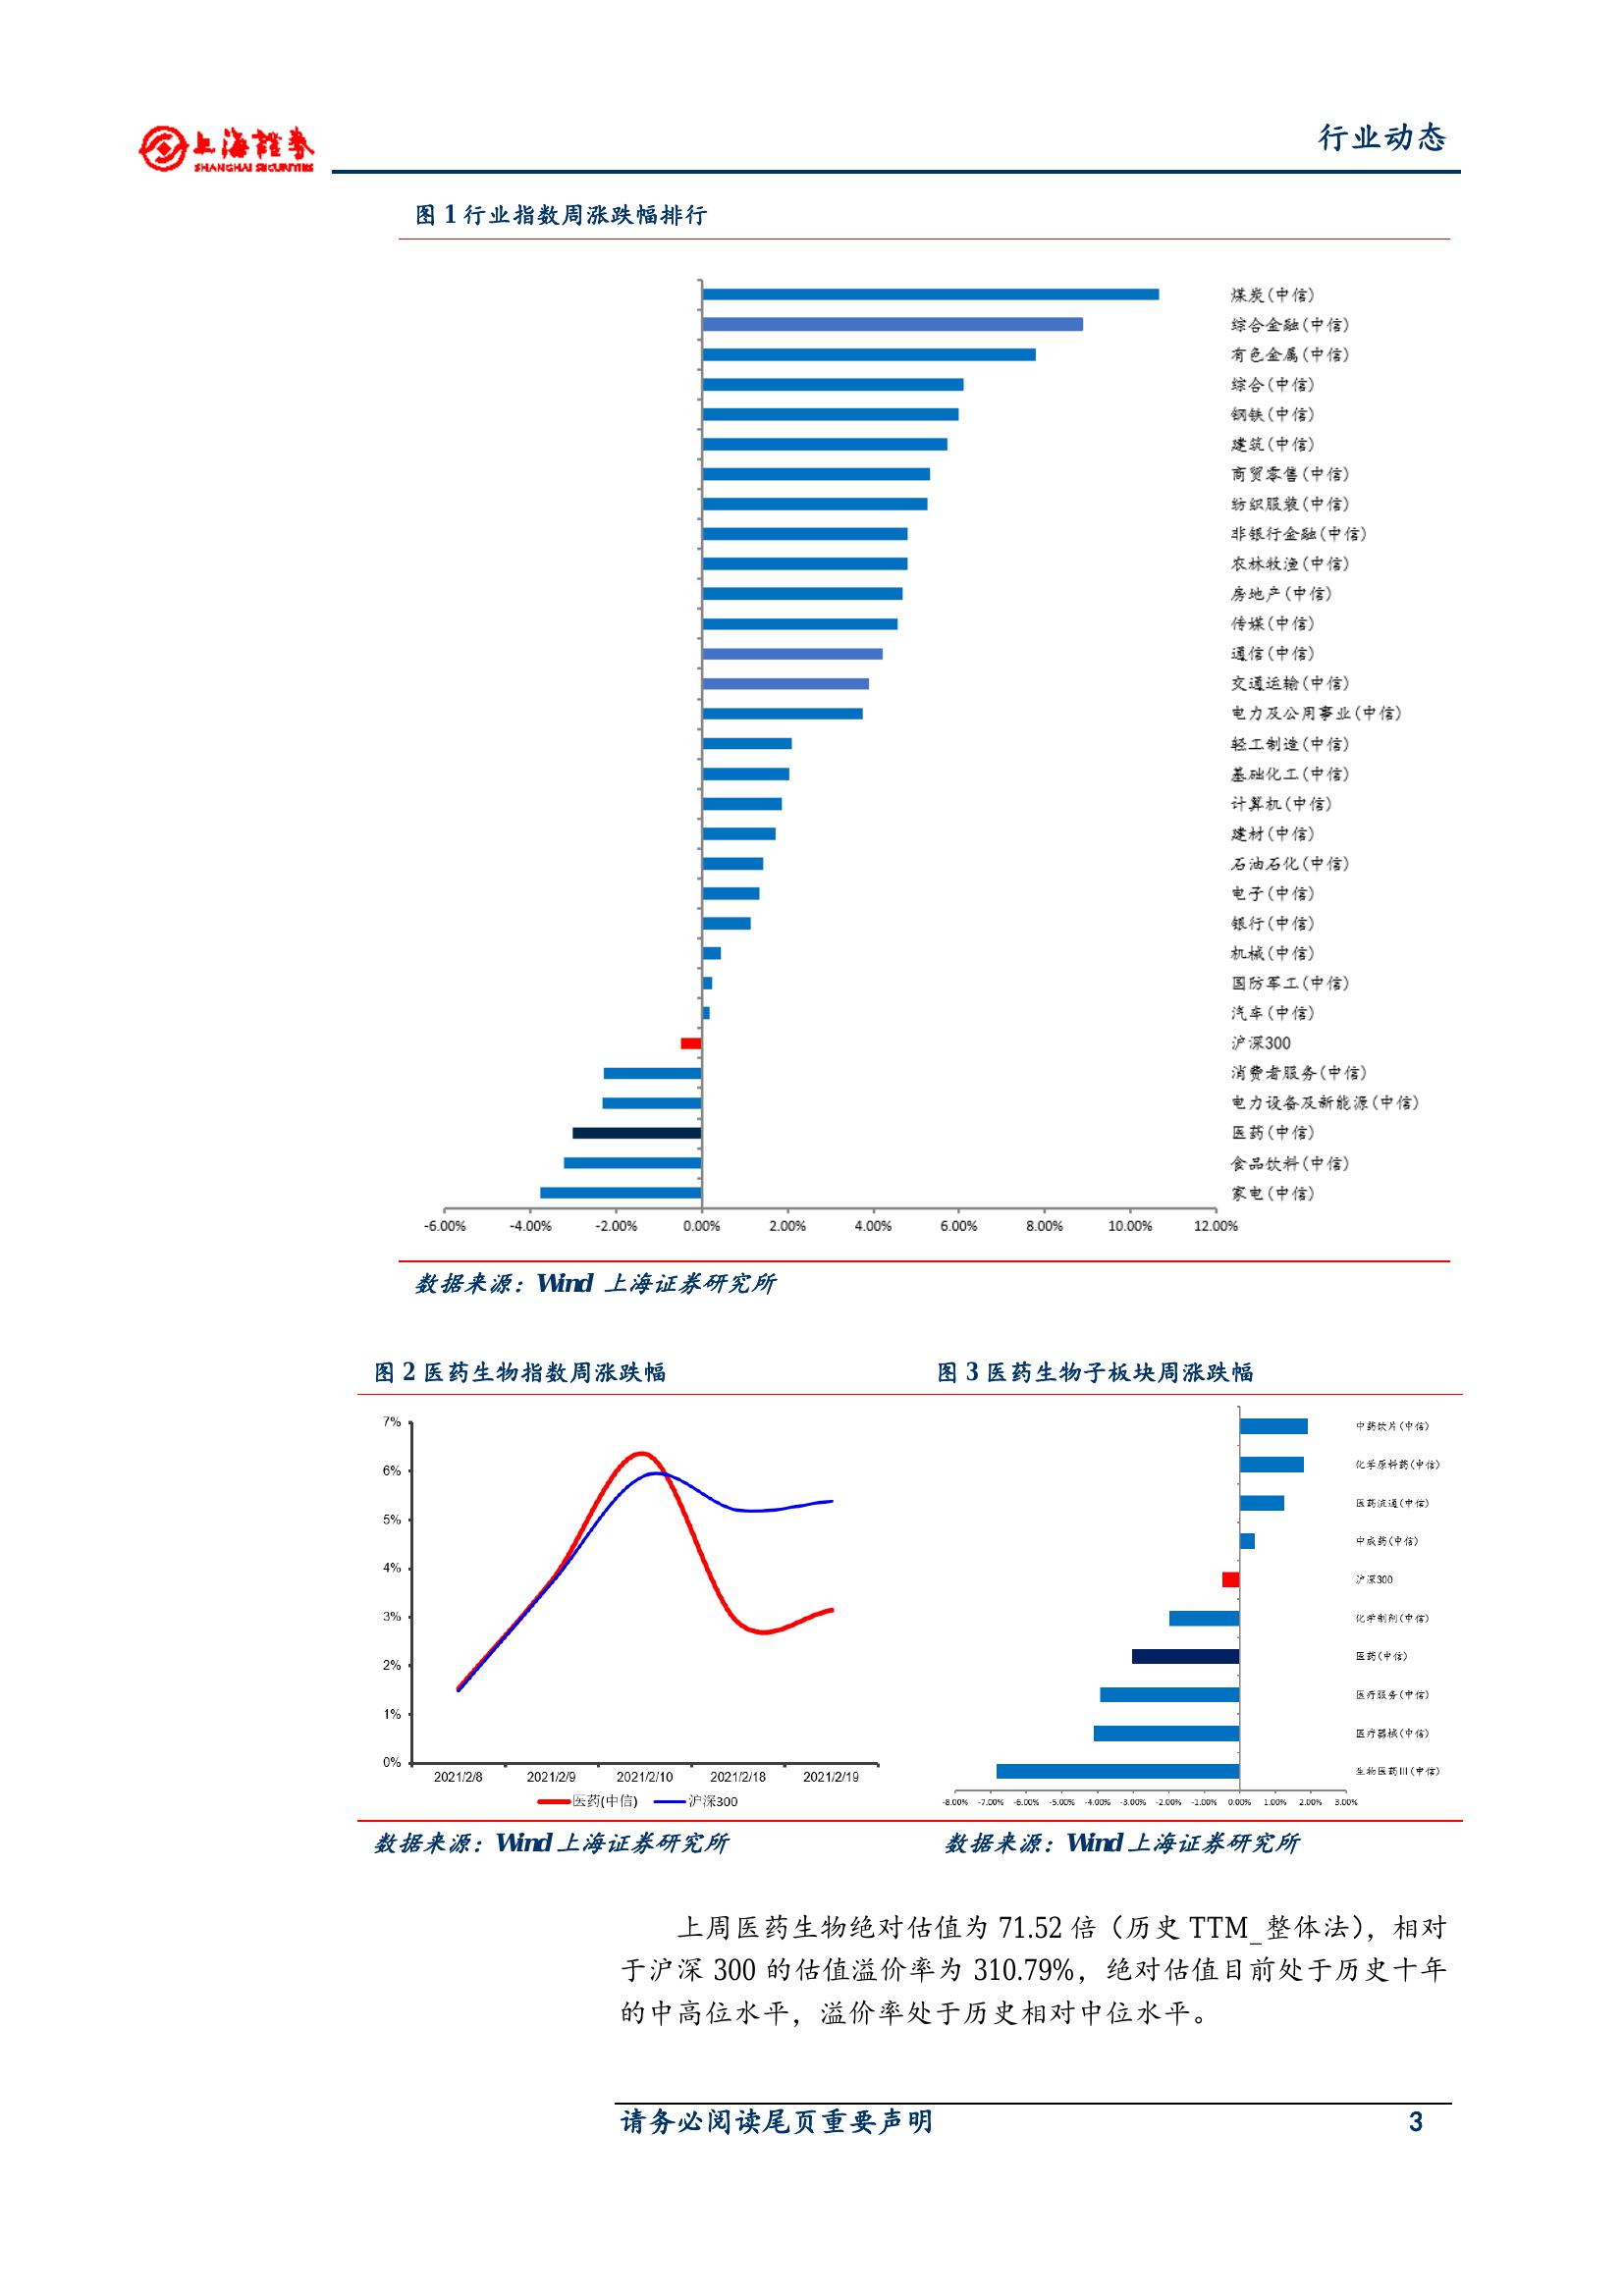 上海證券
SHANGHAI SECURITIES
行业动态
图 1 行业指数周涨跌幅排行
煤炭(中信)
综合金融(中信)
有色金属(中信)
综合(中信)
钢铁(中信)
建筑(中信)
商贸零售(中信)
纺织服装(中信)
非银行金融(中信)
农林牧渔(中信)
房地产(中信)
传媒(中信)
通信(中信)
交通运输(中信)
电力及公用事业(中信)
轻工制造(中信)
基础化工(中信)
计算机(中信)
建材(中信)
石油石化(中信)
电子(中信)
银行(中信)
机械(中信)
国防军工(中信)
汽车(中信)
沪深300
消费者服务(中信)
电力设备及新能源(中信)
医药(中信)
食品饮料(中信)
家电(中信)
-6.00% -4.00% -2.00% 0.00% 2.00% 4.00% 6.00% 8.00% 10.00% 12.00%
数据来源：Wind 上海证券研究所
图 2 医药生物指数周涨跌幅
7%
6%
5%
4%
3%
2%
1%
0%
2021/2/8 2021/2/9 2021/2/10 2021/2/18 2021/2/19
医药(中信) 沪深300
数据来源：Wind 上海证券研究所
图 3 医药生物子板块周涨跌幅
中药饮片(中信)
化学原料药(中信)
医药流通(中信)
中成药(中信)
沪深300
化学制剂(中信)
医药(中信)
医疗服务(中信)
医疗器械(中信)
生物医药III(中信)
-8.00% -7.00% -6.00% -5.00% -4.00% -3.00% -2.00% -1.00% 0.00% 1.00% 2.00% 3.00%
数据来源：Wind 上海证券研究所
上周医药生物绝对估值为 71.52 倍（历史 TTM_整体法），相对
于沪深 300 的估值溢价率为 310.79%，绝对估值目前处于历史十年
的中高位水平，溢价率处于历史相对中位水平。
请务必阅读尾页重要声明 3